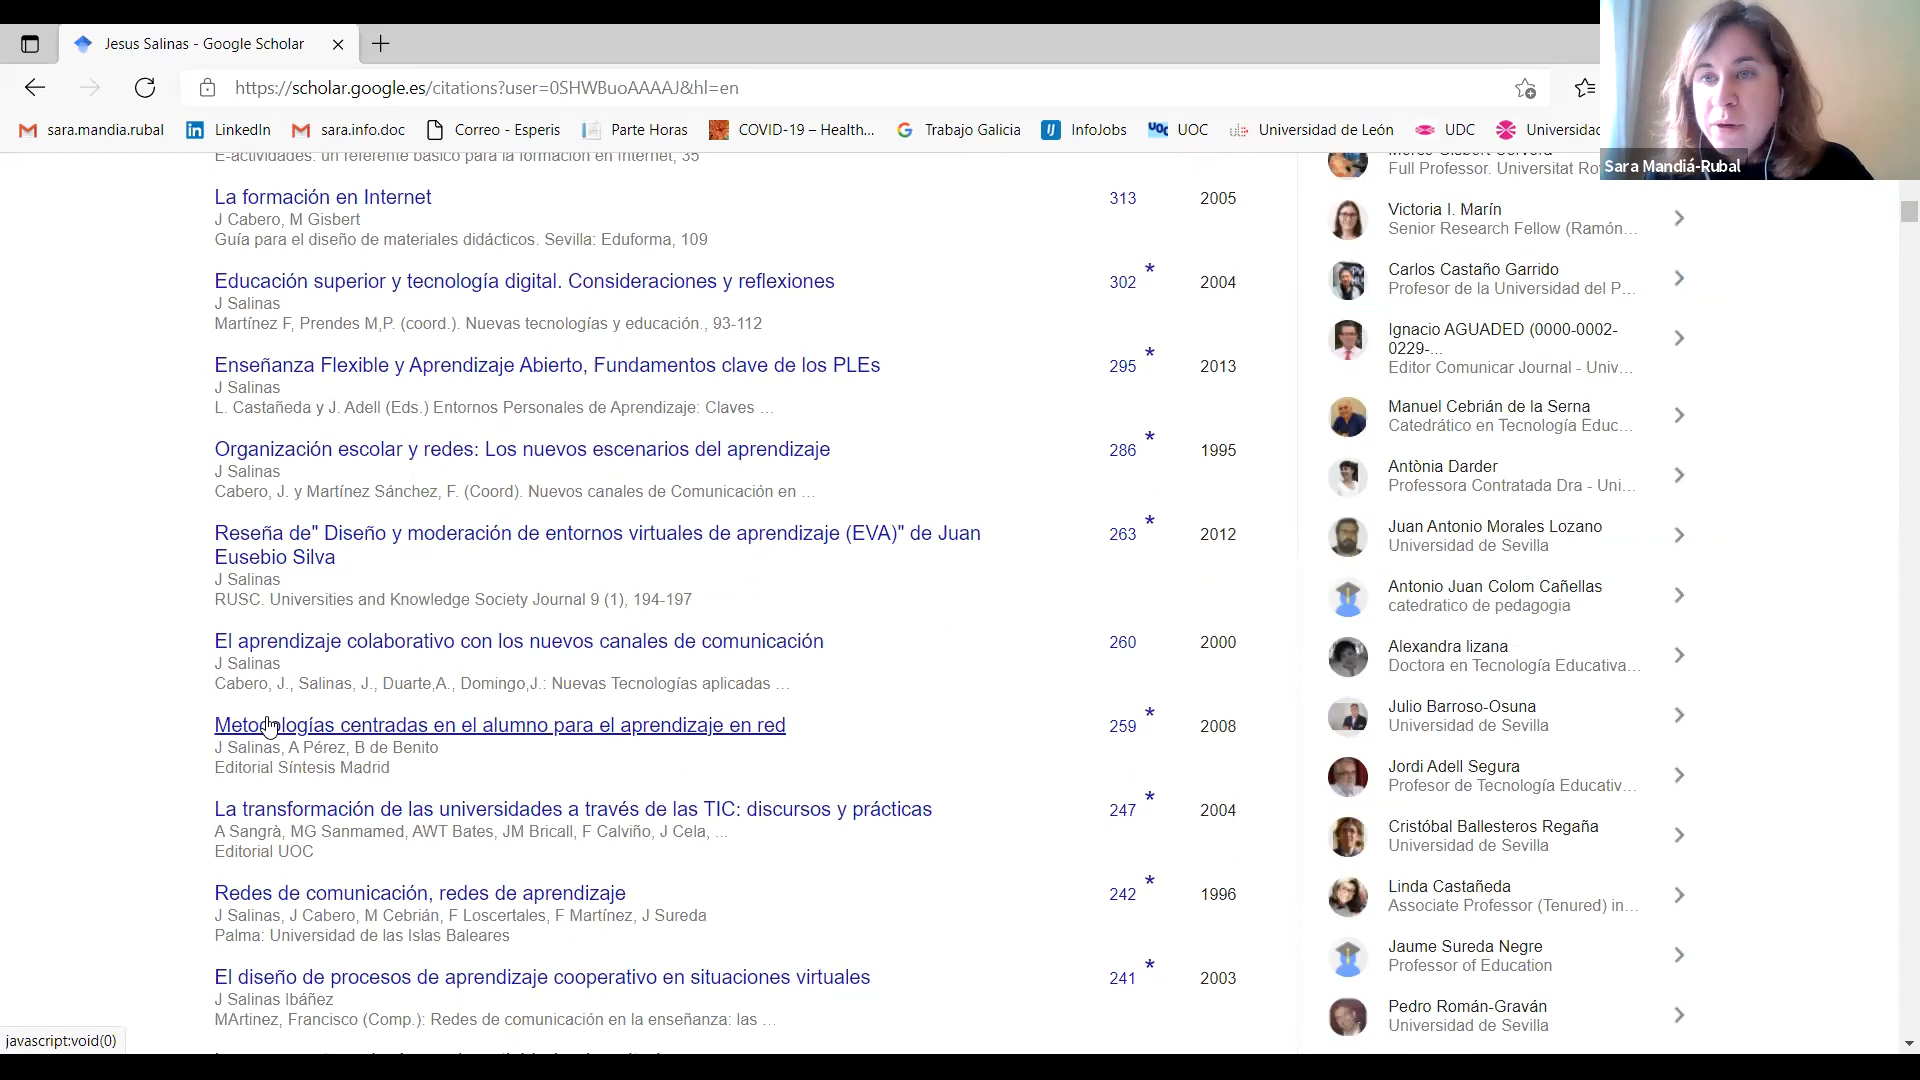 Jesus Salinas - Google Scholar
https://scholar.google.es/citations?user=0SHWBuoAAAAJ&hl=en
sara.mandia.rubal
LinkedIn
sara.info.doc
Correo - Esperis
Parte Horas
COVID-19 – Health...
Trabajo Galicia
InfoJobs
UOC
Universidad de León
UDC
Universidad
Sara Mandiá-Rubal
E-actividades: un referente básico para la formación en Internet, 35
La formación en Internet 313 2005
J Cabero, M Gisbert
Guía para el diseño de materiales didácticos. Sevilla: Eduforma, 109
Educación superior y tecnología digital. Consideraciones y reflexiones 302 * 2004
J Salinas
Martínez F, Prendes M,P. (coord.). Nuevas tecnologías y educación., 93-112
Enseñanza Flexible y Aprendizaje Abierto, Fundamentos clave de los PLEs 295 * 2013
J Salinas
L. Castañeda y J. Adell (Eds.) Entornos Personales de Aprendizaje: Claves ...
Organización escolar y redes: Los nuevos escenarios del aprendizaje 286 * 1995
J Salinas
Cabero, J. y Martínez Sánchez, F. (Coord). Nuevos canales de Comunicación en ...
Reseña de" Diseño y moderación de entornos virtuales de aprendizaje (EVA)" de Juan 263 * 2012
Eusebio Silva
J Salinas
RUSC. Universities and Knowledge Society Journal 9 (1), 194-197
El aprendizaje colaborativo con los nuevos canales de comunicación 260 2000
J Salinas
Cabero, J., Salinas, J., Duarte,A., Domingo,J.: Nuevas Tecnologías aplicadas ...
Metodologías centradas en el alumno para el aprendizaje en red 259 * 2008
J Salinas, A Pérez, B de Benito
Editorial Síntesis Madrid
La transformación de las universidades a través de las TIC: discursos y prácticas 247 * 2004
A Sangrà, MG Sanmamed, AWT Bates, JM Bricall, F Calviño, J Cela, ...
Editorial UOC
Redes de comunicación, redes de aprendizaje 242 * 1996
J Salinas, J Cabero, M Cebrián, F Loscertales, F Martínez, J Sureda
Palma: Universidad de las Islas Baleares
El diseño de procesos de aprendizaje cooperativo en situaciones virtuales 241 * 2003
J Salinas Ibáñez
MArtinez, Francisco (Comp.): Redes de comunicación en la enseñanza: las ...
Full Professor. Universitat Ro
Victoria I. Marín
Senior Research Fellow (Ramón...
Carlos Castaño Garrido
Profesor de la Universidad del P...
Ignacio AGUADED (0000-0002-
0229-...
Editor Comunicar Journal - Univ...
Manuel Cebrián de la Serna
Catedrático en Tecnología Educ...
Antònia Darder
Professora Contratada Dra - Uni...
Juan Antonio Morales Lozano
Universidad de Sevilla
Antonio Juan Colom Cañellas
catedratico de pedagogia
Alexandra lizana
Doctora en Tecnología Educativa...
Julio Barroso-Osuna
Universidad de Sevilla
Jordi Adell Segura
Profesor de Tecnología Educativ...
Cristóbal Ballesteros Regaña
Universidad de Sevilla
Linda Castañeda
Associate Professor (Tenured) in...
Jaume Sureda Negre
Professor of Education
Pedro Román-Graván
Universidad de Sevilla
javascript:void(0)